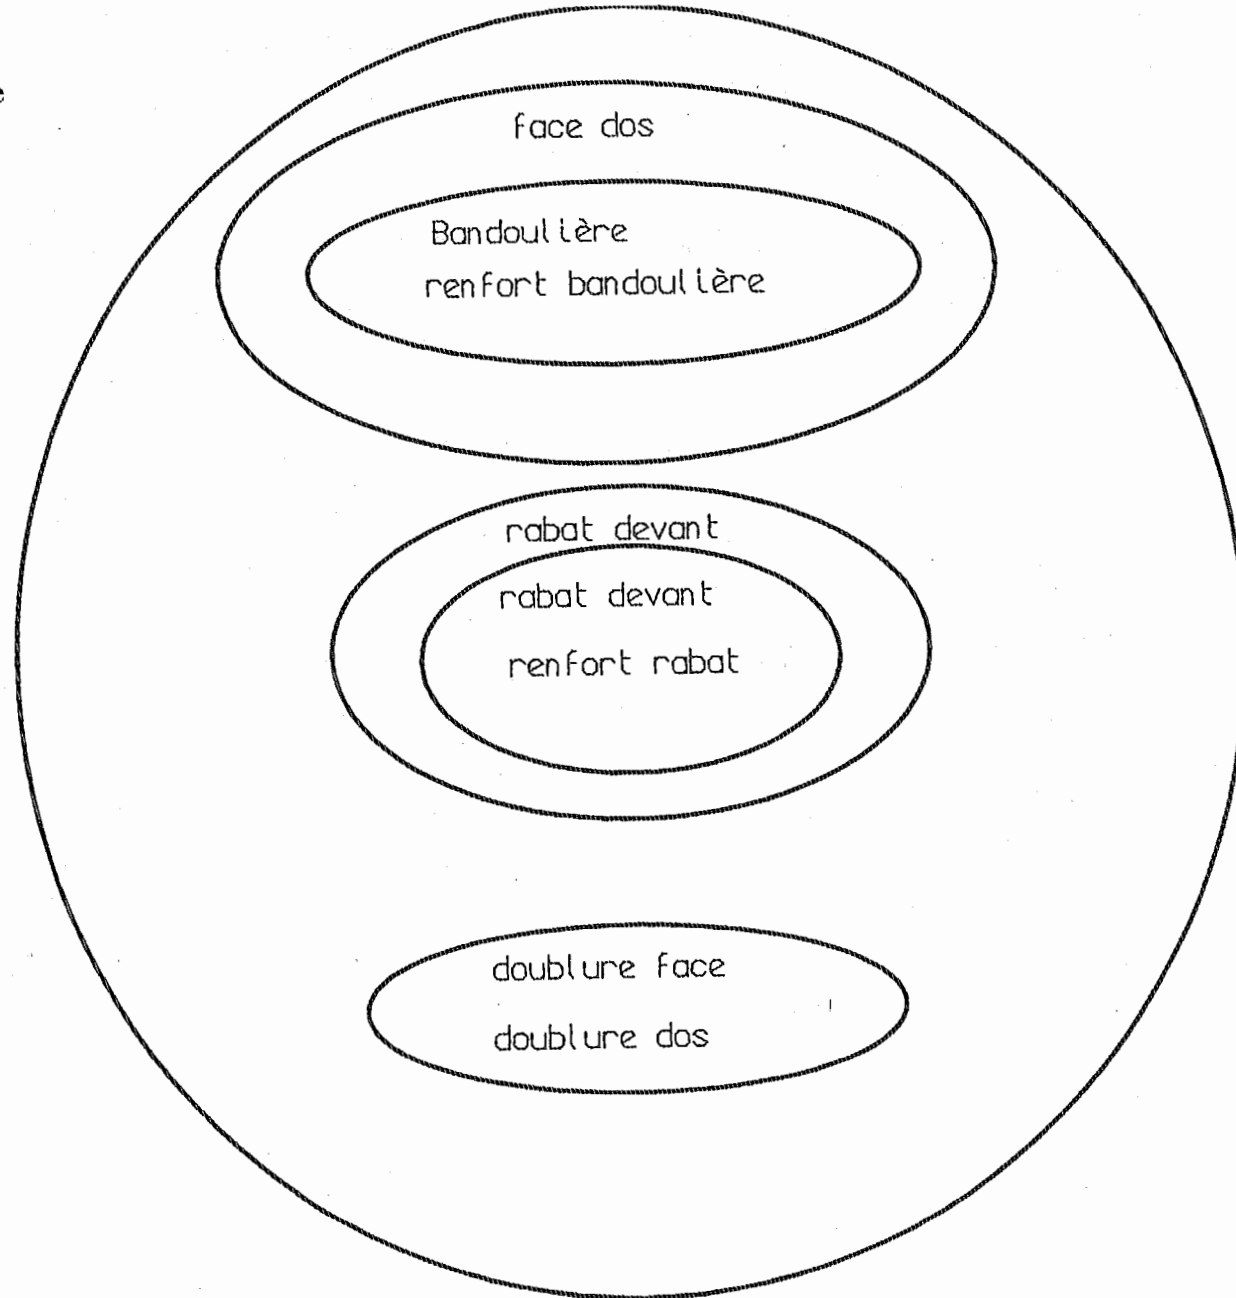 e
face dos
Bandoulière
renfort bandoulière
rabat devant
rabat devant
renfort rabat
doublure face
doublure dos